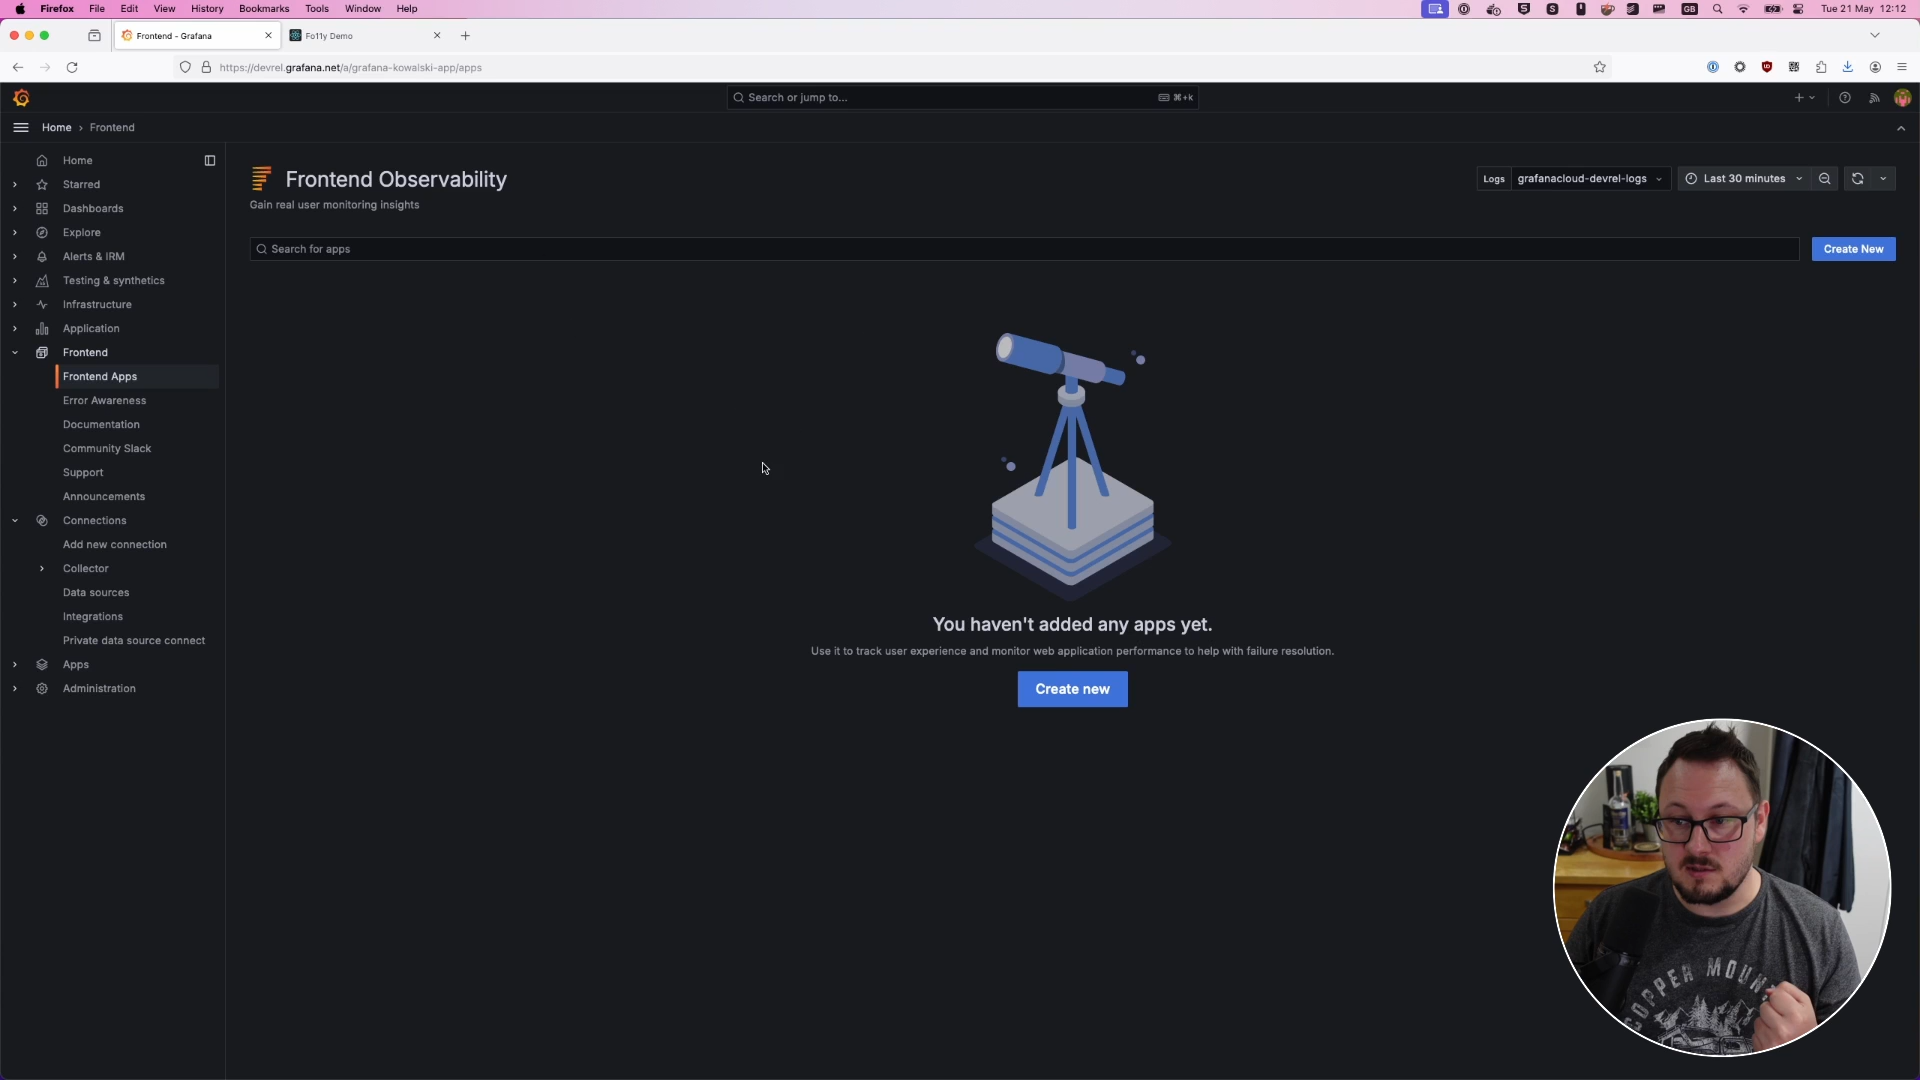 Firefox File Edit View History Bookmarks Tools Window Help
GB
Tue 21 May 12:12
Frontend - Grafana
Fo11y Demo
https://devrel.grafana.net/a/grafana-kowalski-app/apps
Search or jump to...
⌘+k
Home › Frontend
Home
Starred
Dashboards
Explore
Alerts & IRM
Testing & synthetics
Infrastructure
Application
Frontend
Frontend Apps
Error Awareness
Documentation
Community Slack
Support
Announcements
Connections
Add new connection
Collector
Data sources
Integrations
Private data source connect
Apps
Administration
Frontend Observability
Gain real user monitoring insights
Logs
grafanacloud-devrel-logs
Last 30 minutes
Search for apps
Create New
You haven't added any apps yet.
Use it to track user experience and monitor web application performance to help with failure resolution.
Create new
COPPER MOUN